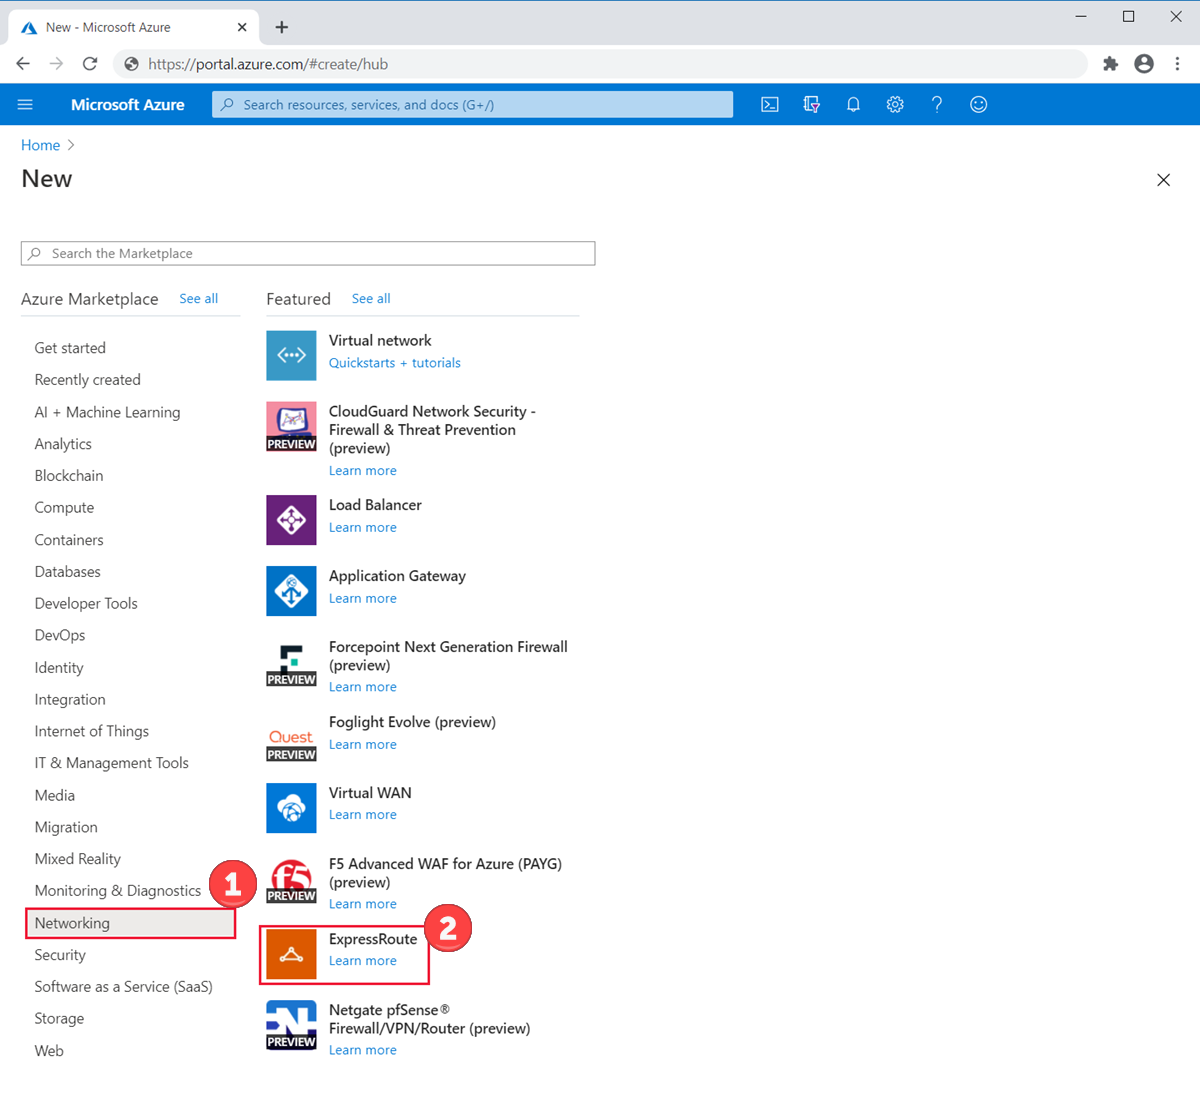 New - Microsoft Azure
https://portal.azure.com/#create/hub
Microsoft Azure
Search resources, services, and docs (G+/)
Home
New
Search the Marketplace
Azure Marketplace See all
Get started
Recently created
AI + Machine Learning
Analytics
Blockchain
Compute
Containers
Databases
Developer Tools
DevOps
Identity
Integration
Internet of Things
IT & Management Tools
Media
Migration
Mixed Reality
Monitoring & Diagnostics
1
Networking
Security
Software as a Service (SaaS)
Storage
Web
Featured See all
Virtual network
Quickstarts + tutorials
PREVIEW
CloudGuard Network Security -
Firewall & Threat Prevention
(preview)
Learn more
Load Balancer
Learn more
Application Gateway
Learn more
PREVIEW
Forcepoint Next Generation Firewall
(preview)
Learn more
Quest
PREVIEW
Foglight Evolve (preview)
Learn more
Virtual WAN
Learn more
f5
PREVIEW
F5 Advanced WAF for Azure (PAYG)
(preview)
Learn more
2
ExpressRoute
Learn more
PREVIEW
Netgate pfSense®
Firewall/VPN/Router (preview)
Learn more